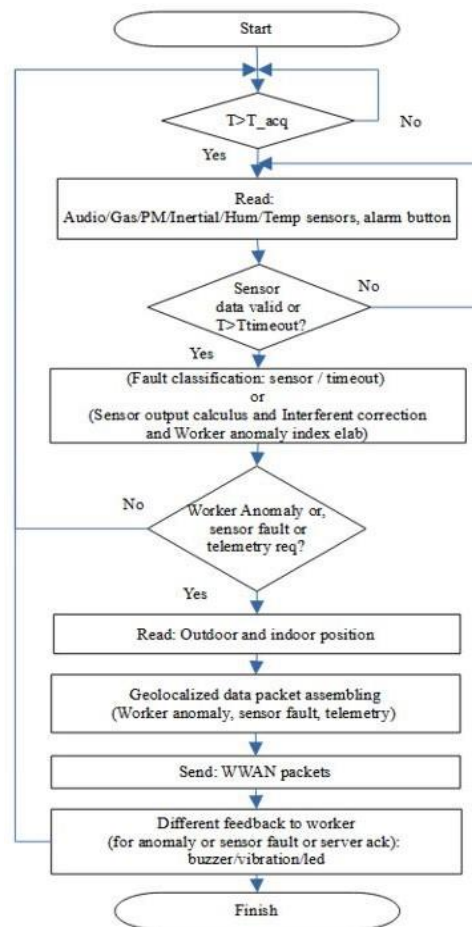 Start
T>T_acq
No
Yes
Read:
Audio/Gas/PM/Inertial/Hum/Temp sensors, alarm button
Sensor
data valid or
T>Ttimeout?
No
Yes
(Fault classification: sensor / timeout)
or
(Sensor output calculus and Interferent correction
and Worker anomaly index elab)
No
Worker Anomaly or,
sensor fault or
telemetry req?
Yes
Read: Outdoor and indoor position
Geolocalized data packet assembling
(Worker anomaly, sensor fault, telemetry)
Send: WWAN packets
Different feedback to worker
(for anomaly or sensor fault or server ack):
buzzer/vibration/led
Finish